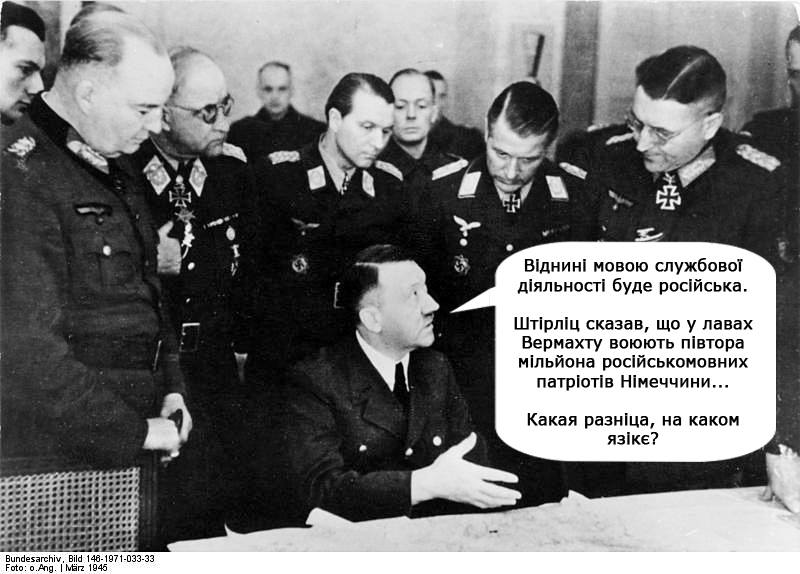 Віднині мовою службової
діяльності буде російська.
Штірліц сказав, що у лавах
Вермахту воюють півтора
мільйона російськомовних
патріотів Німеччини...
Какая разніца, на каком
язікє?
Bundesarchiv, Bild 146-1971-033-33
Foto: o.Ang. | März 1945